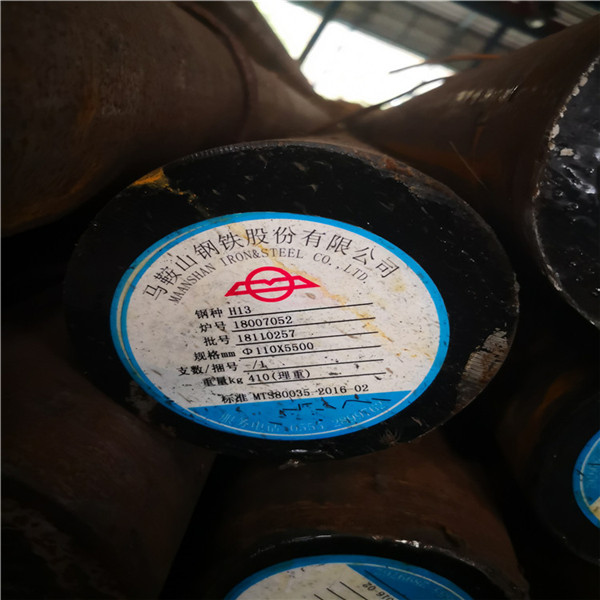 马鞍山钢铁股份有限公司
MAANSHAN IRON&STEEL CO.,LTD.
钢种 H13
炉号 18007052
批号 18110257
规格mm Φ110X5500
支数/捆号 -/1
重量kg 410(理重)
标准 MTS80035-2016-02